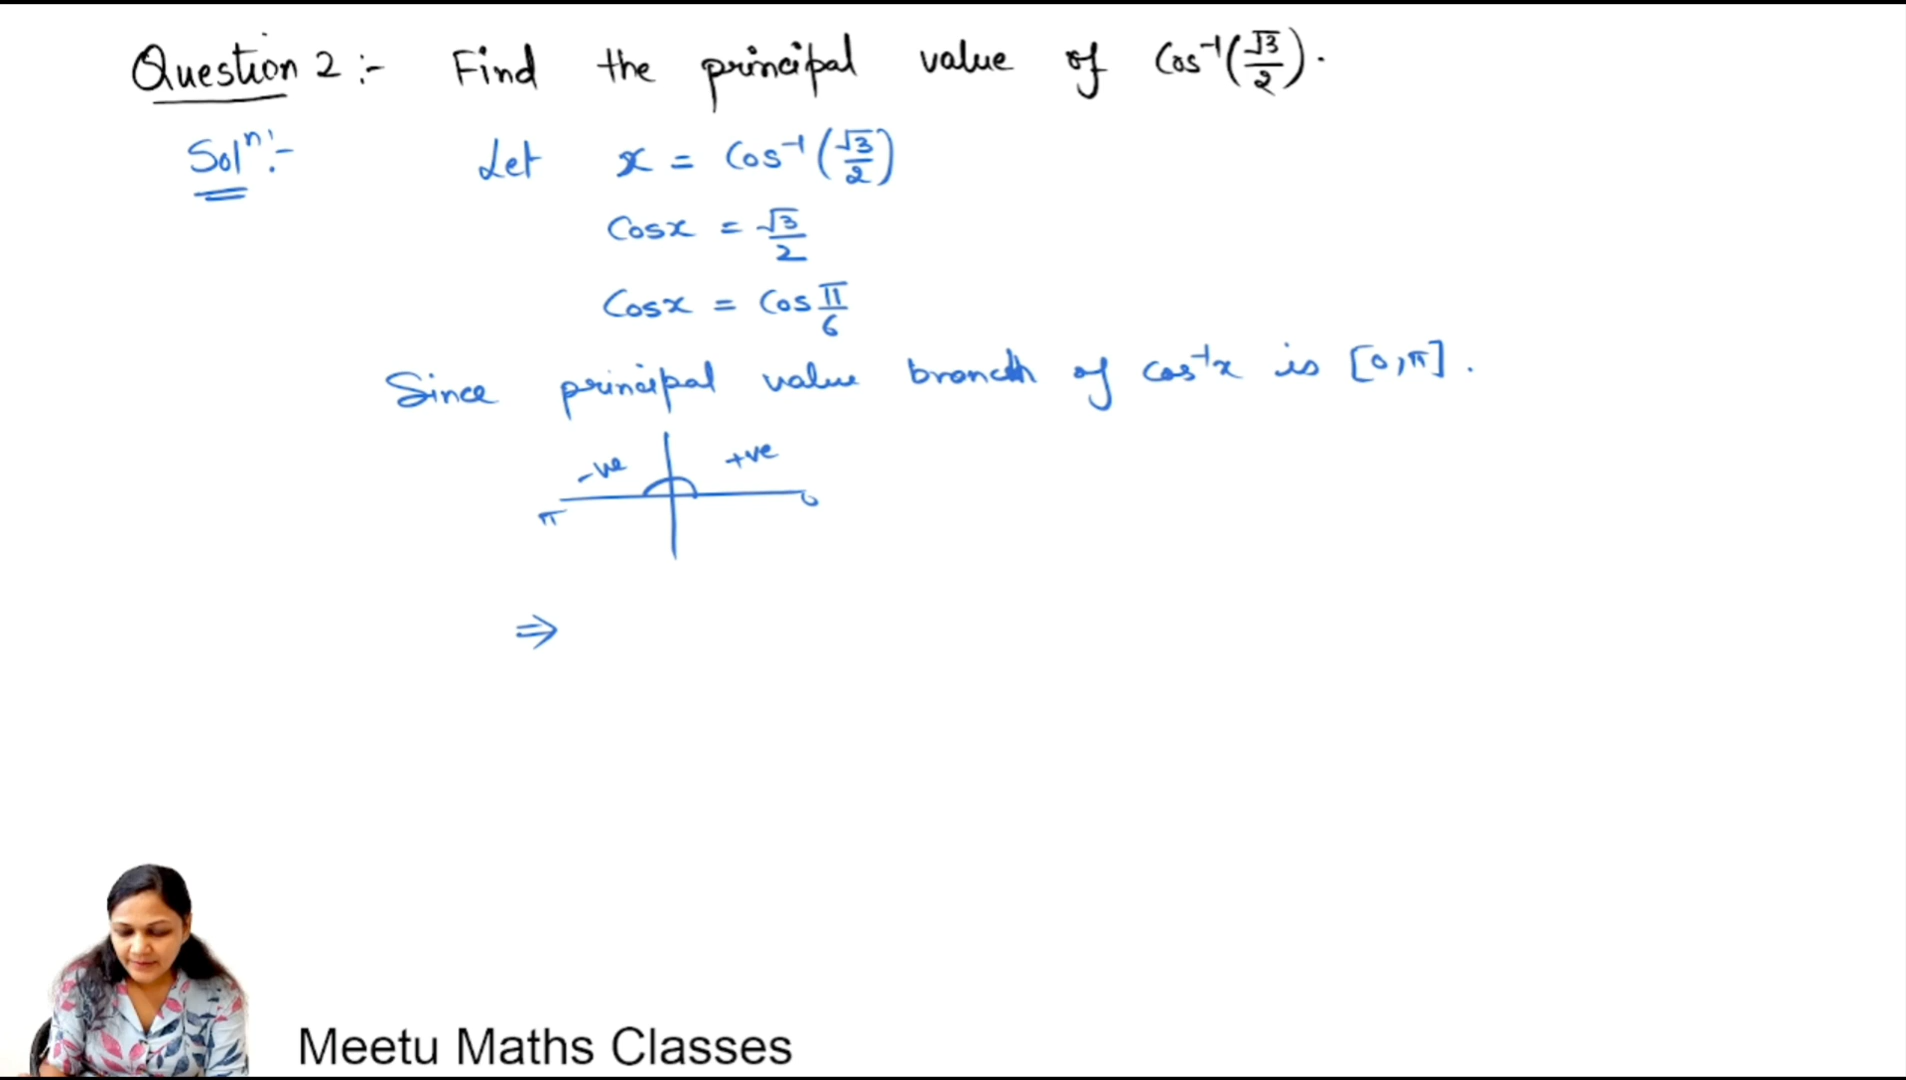 Question 2 :- Find the principal value of Cos⁻¹(√3/2).
Solⁿ:- Let x = Cos⁻¹(√3/2)
Cosx = √3/2
Cosx = Cos π/6
Since principal value branch of cos⁻¹x is [0,π].
-ve +ve
π 0
⇒
Meetu Maths Classes